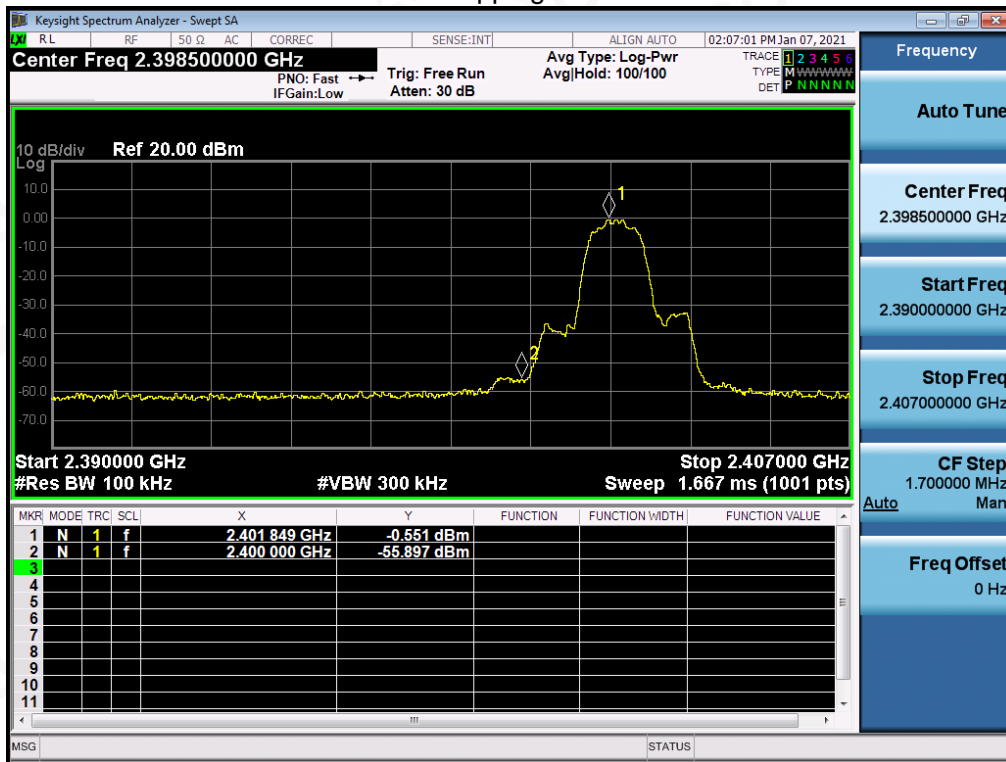 Keysight Spectrum Analyzer - Swept SA
LXI RL RF 50 Ω AC CORREC SENSE:INT ALIGN AUTO 02:07:01 PM Jan 07, 2021
Center Freq 2.398500000 GHz
PNO: Fast
IFGain:Low
Trig: Free Run
Atten: 30 dB
Avg Type: Log-Pwr
Avg|Hold: 100/100
TRACE 1 2 3 4 5 6
TYPE M WWWWW
DET P N N N N N
10 dB/div Ref 20.00 dBm
Log
10.0
0.00
-10.0
-20.0
-30.0
-40.0
-50.0
-60.0
-70.0
1
2
Start 2.390000 GHz Stop 2.407000 GHz
#Res BW 100 kHz #VBW 300 kHz Sweep 1.667 ms (1001 pts)
MKR MODE TRC SCL X Y FUNCTION FUNCTION WIDTH FUNCTION VALUE
1 N 1 f 2.401 849 GHz -0.551 dBm
2 N 1 f 2.400 000 GHz -55.897 dBm
3
4
5
6
7
8
9
10
11
MSG STATUS
Frequency
Auto Tune
Center Freq
2.398500000 GHz
Start Freq
2.390000000 GHz
Stop Freq
2.407000000 GHz
CF Step
1.700000 MHz
Auto Man
Freq Offset
0 Hz